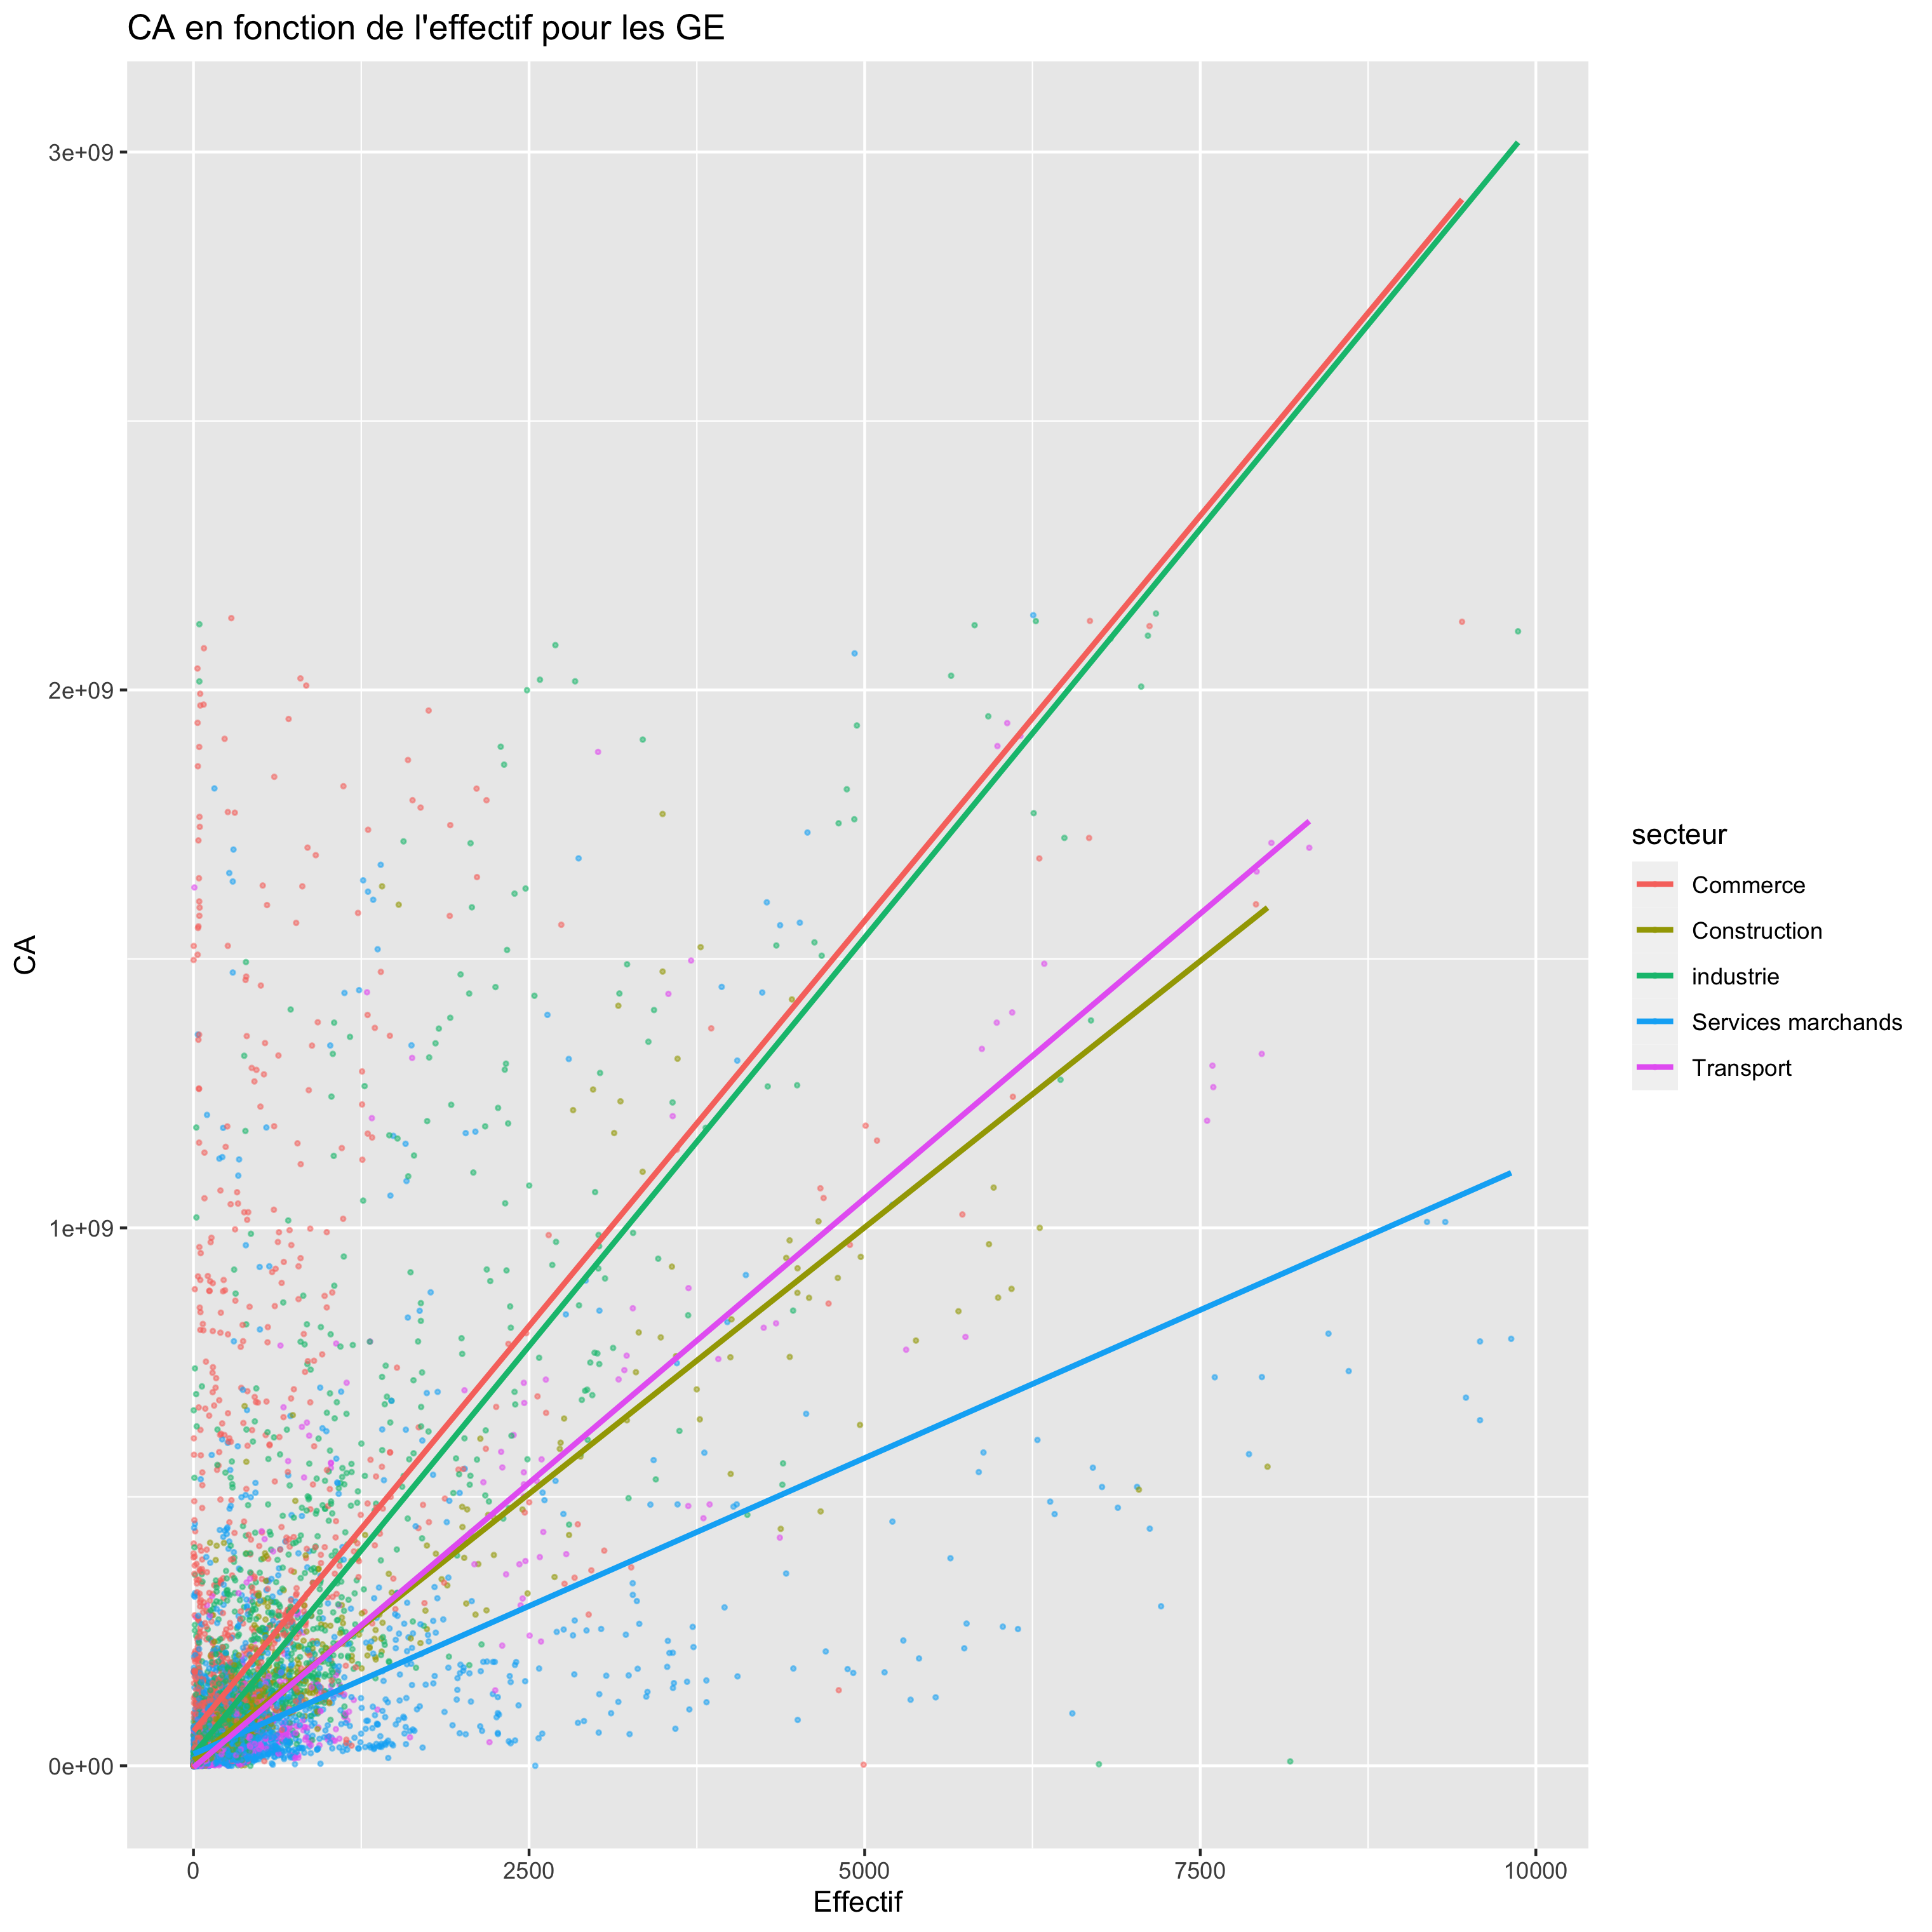 CA en fonction de l'effectif pour les GE
3e+09
2e+09
1e+09
0e+00
CA
0
2500
5000
7500
10000
Effectif
secteur
Commerce
Construction
industrie
Services marchands
Transport